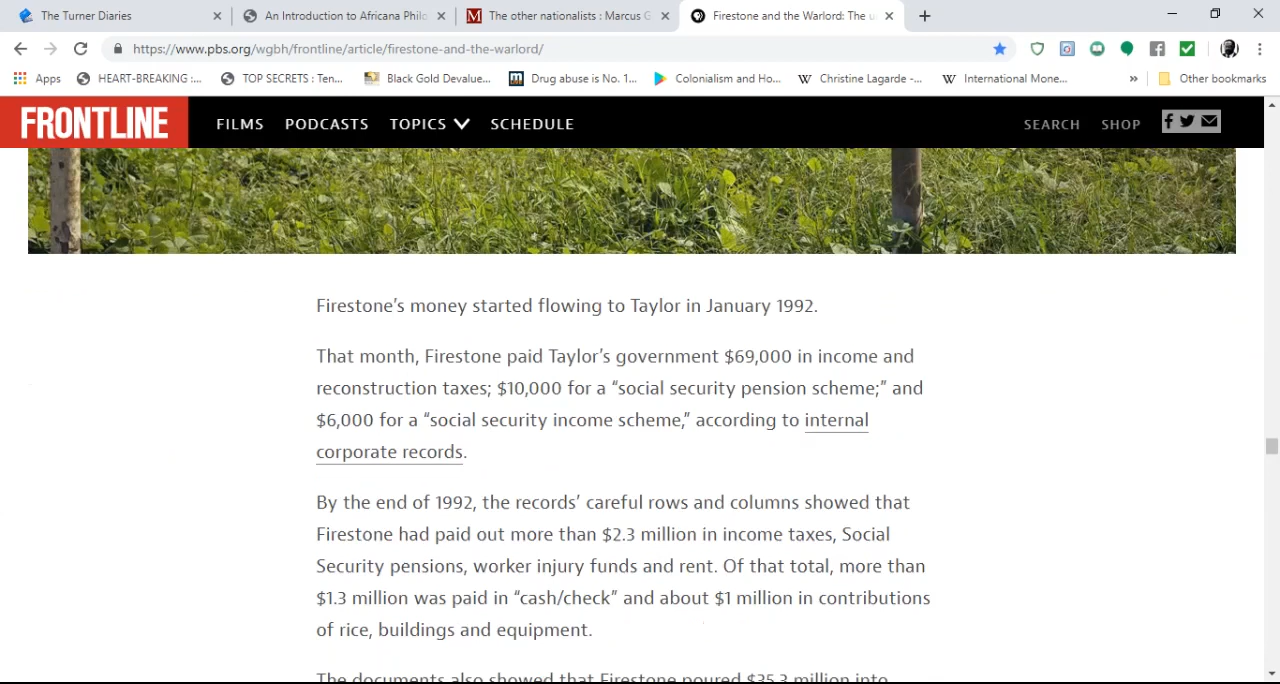 The Turner Diaries
An Introduction to Africana Philo
The other nationalists : Marcus G
Firestone and the Warlord: The u
https://www.pbs.org/wgbh/frontline/article/firestone-and-the-warlord/
Apps
HEART-BREAKING :...
TOP SECRETS : Ten...
Black Gold Devalue...
Drug abuse is No. 1...
Colonialism and Ho...
Christine Lagarde -...
International Mone...
»
Other bookmarks
FRONTLINE
FILMS
PODCASTS
TOPICS
SCHEDULE
SEARCH
SHOP
Firestone's money started flowing to Taylor in January 1992.
That month, Firestone paid Taylor's government $69,000 in income and
reconstruction taxes; $10,000 for a “social security pension scheme;” and
$6,000 for a “social security income scheme,” according to internal
corporate records.
By the end of 1992, the records' careful rows and columns showed that
Firestone had paid out more than $2.3 million in income taxes, Social
Security pensions, worker injury funds and rent. Of that total, more than
$1.3 million was paid in “cash/check” and about $1 million in contributions
of rice, buildings and equipment.
The documents also showed that Firestone poured $35.3 million into